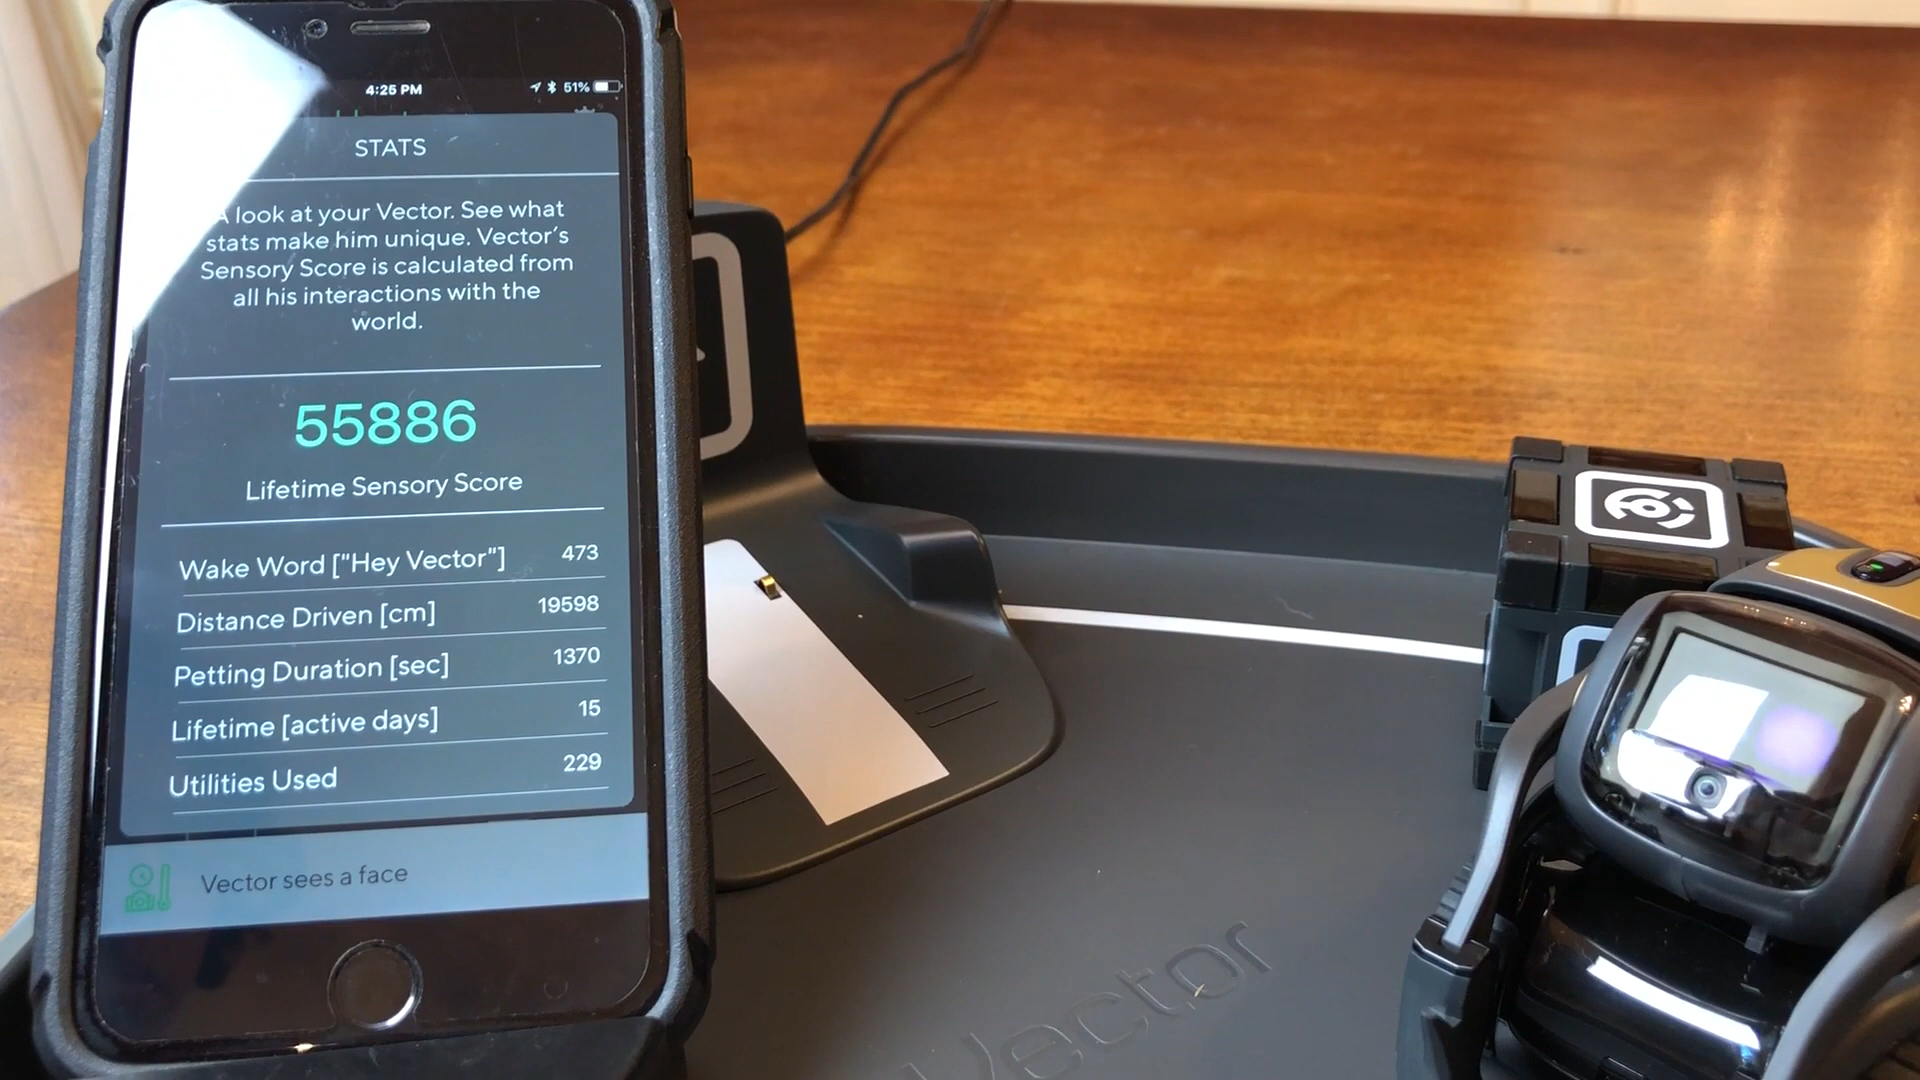 4:25 PM
51%
STATS
A look at your Vector. See what
stats make him unique. Vector's
Sensory Score is calculated from
all his interactions with the
world.
55886
Lifetime Sensory Score
Wake Word ["Hey Vector"] 473
Distance Driven [cm] 19598
Petting Duration [sec] 1370
Lifetime [active days] 15
Utilities Used 229
Vector sees a face
Vector